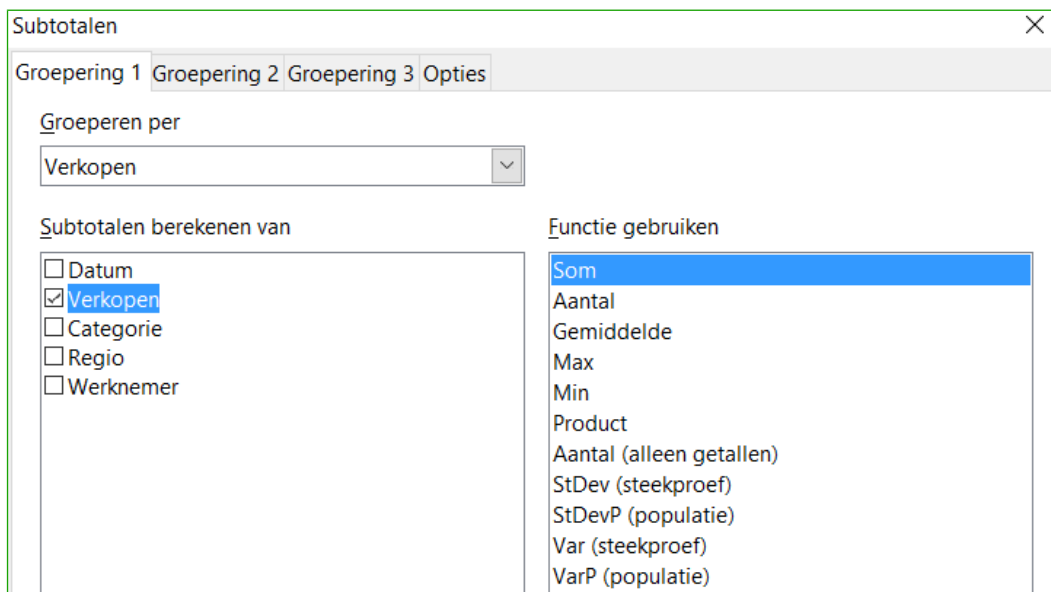 Subtotalen
Groepering 1 Groepering 2 Groepering 3 Opties
Groeperen per
Verkopen
Subtotalen berekenen van
Datum
Verkopen
Categorie
Regio
Werknemer
Functie gebruiken
Som
Aantal
Gemiddelde
Max
Min
Product
Aantal (alleen getallen)
StDev (steekproef)
StDevP (populatie)
Var (steekproef)
VarP (populatie)